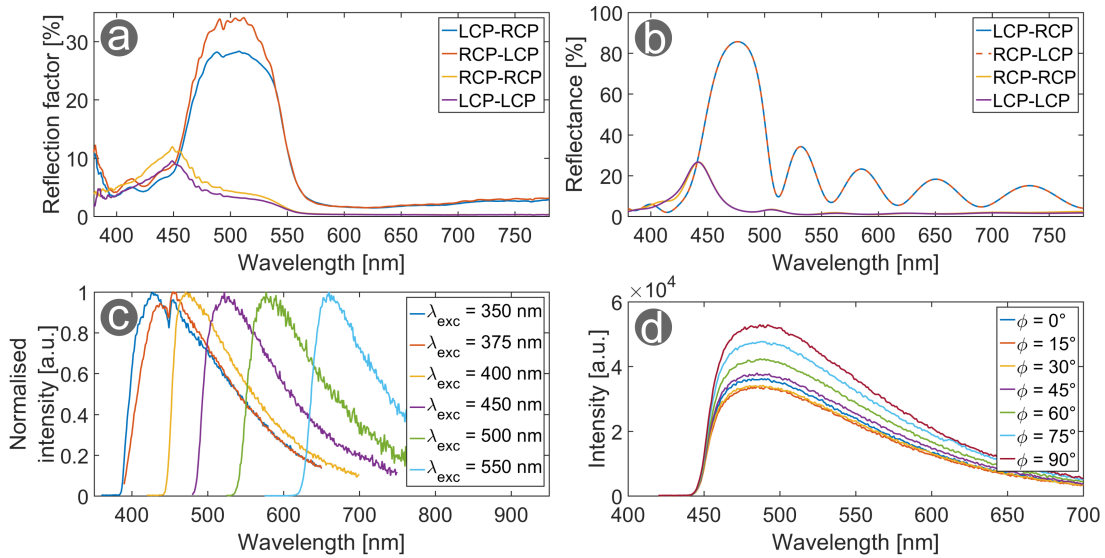 a
30
20
10
0
Reflection factor [%]
400 450 500 550 600 650 700 750
Wavelength [nm]
LCP-RCP
RCP-LCP
RCP-RCP
LCP-LCP
b
100
80
60
40
20
0
Reflectance [%]
400 450 500 550 600 650 700 750
Wavelength [nm]
LCP-RCP
RCP-LCP
RCP-RCP
LCP-LCP
c
1
0.8
0.6
0.4
0.2
0
Normalised
intensity [a.u.]
400 500 600 700 800 900
Wavelength [nm]
λexc = 350 nm
λexc = 375 nm
λexc = 400 nm
λexc = 450 nm
λexc = 500 nm
λexc = 550 nm
d
×10⁴
6
4
2
0
Intensity [a.u.]
400 450 500 550 600 650 700
Wavelength [nm]
ϕ = 0°
ϕ = 15°
ϕ = 30°
ϕ = 45°
ϕ = 60°
ϕ = 75°
ϕ = 90°